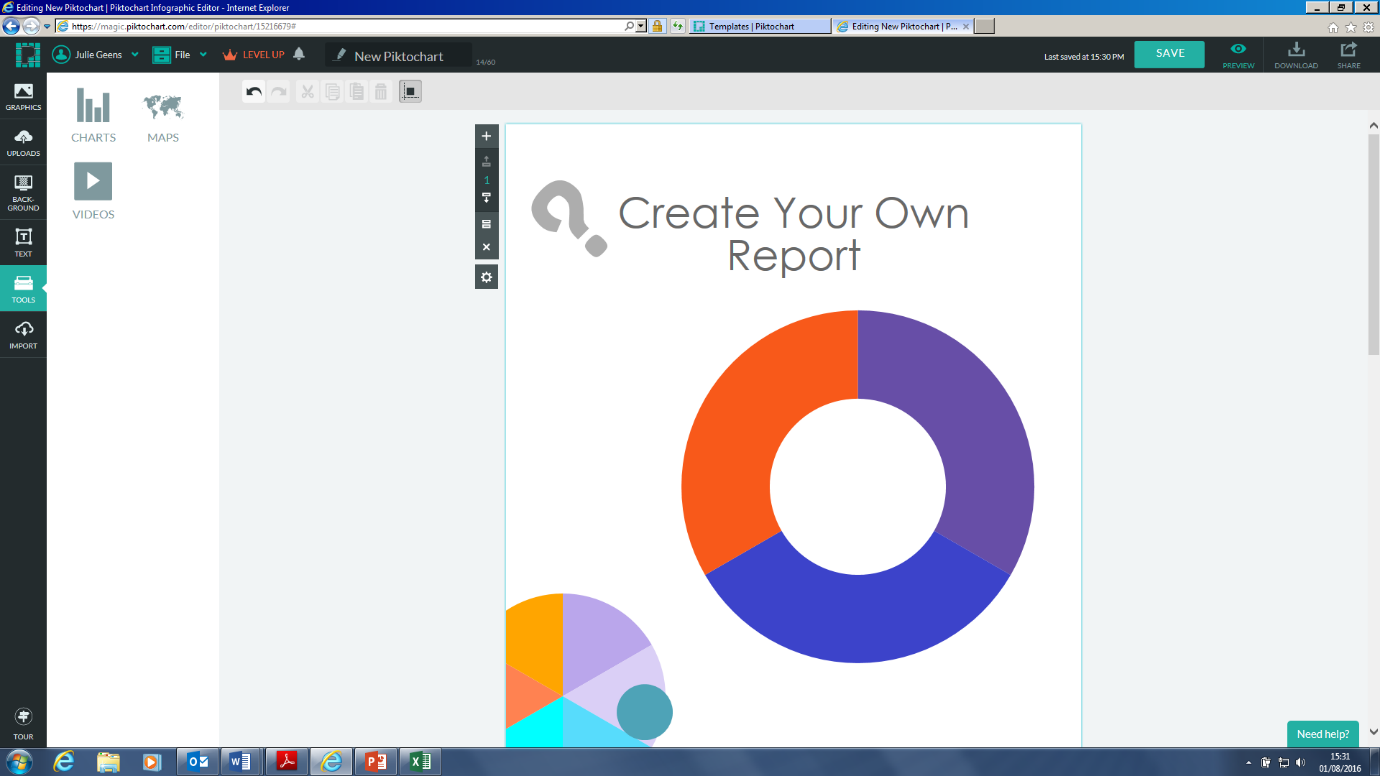 Editing New Piktochart | Piktochart Infographic Editor - Internet Explorer
https://magic.piktochart.com/editor/piktochart/15216679#
Templates | Piktochart
Editing New Piktochart | P...
Julie Geens
File
LEVEL UP
New Piktochart
14/60
Last saved at 15:30 PM
SAVE
PREVIEW
DOWNLOAD
SHARE
GRAPHICS
UPLOADS
BACK-
GROUND
TEXT
TOOLS
IMPORT
TOUR
CHARTS
MAPS
VIDEOS
1
? Create Your Own
Report
Need help?
15:31
01/08/2016